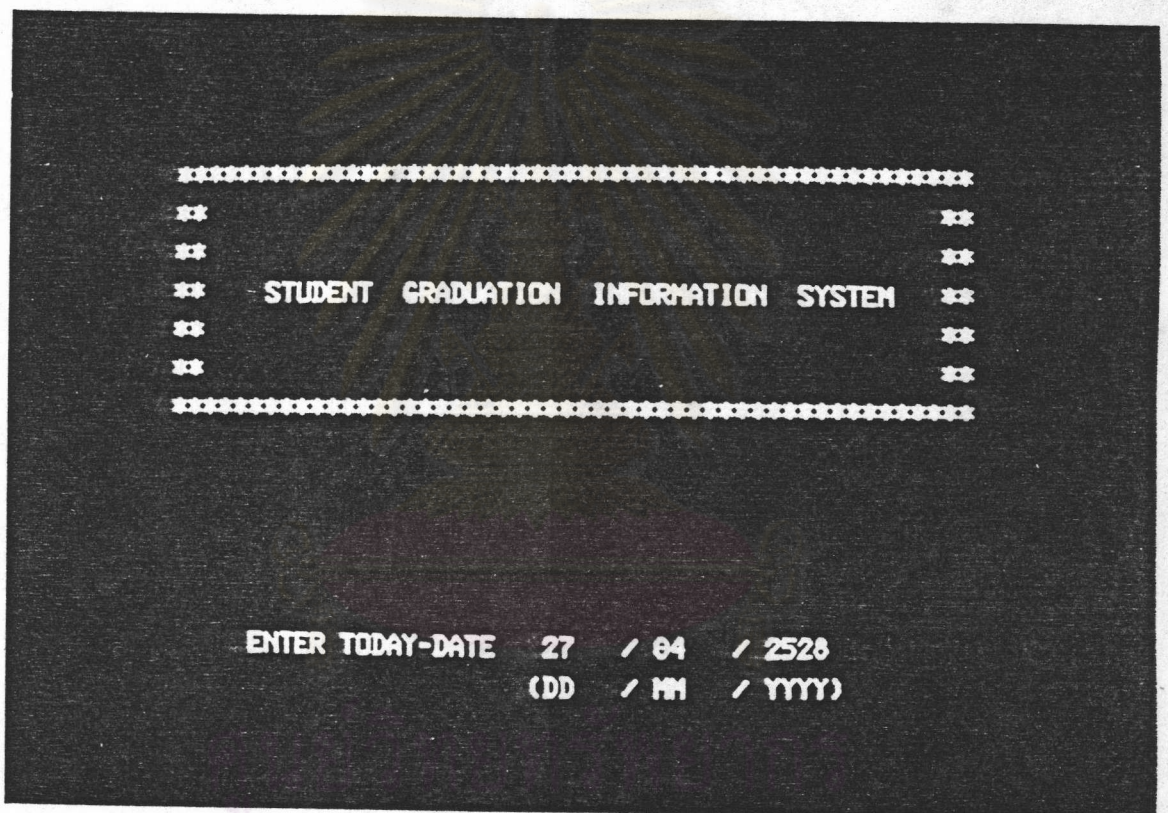 ******************************************************
** **
** **
** STUDENT GRADUATION INFORMATION SYSTEM **
** **
** **
******************************************************
ENTER TODAY-DATE 27 / 04 / 2528
(DD / MM / YYYY)